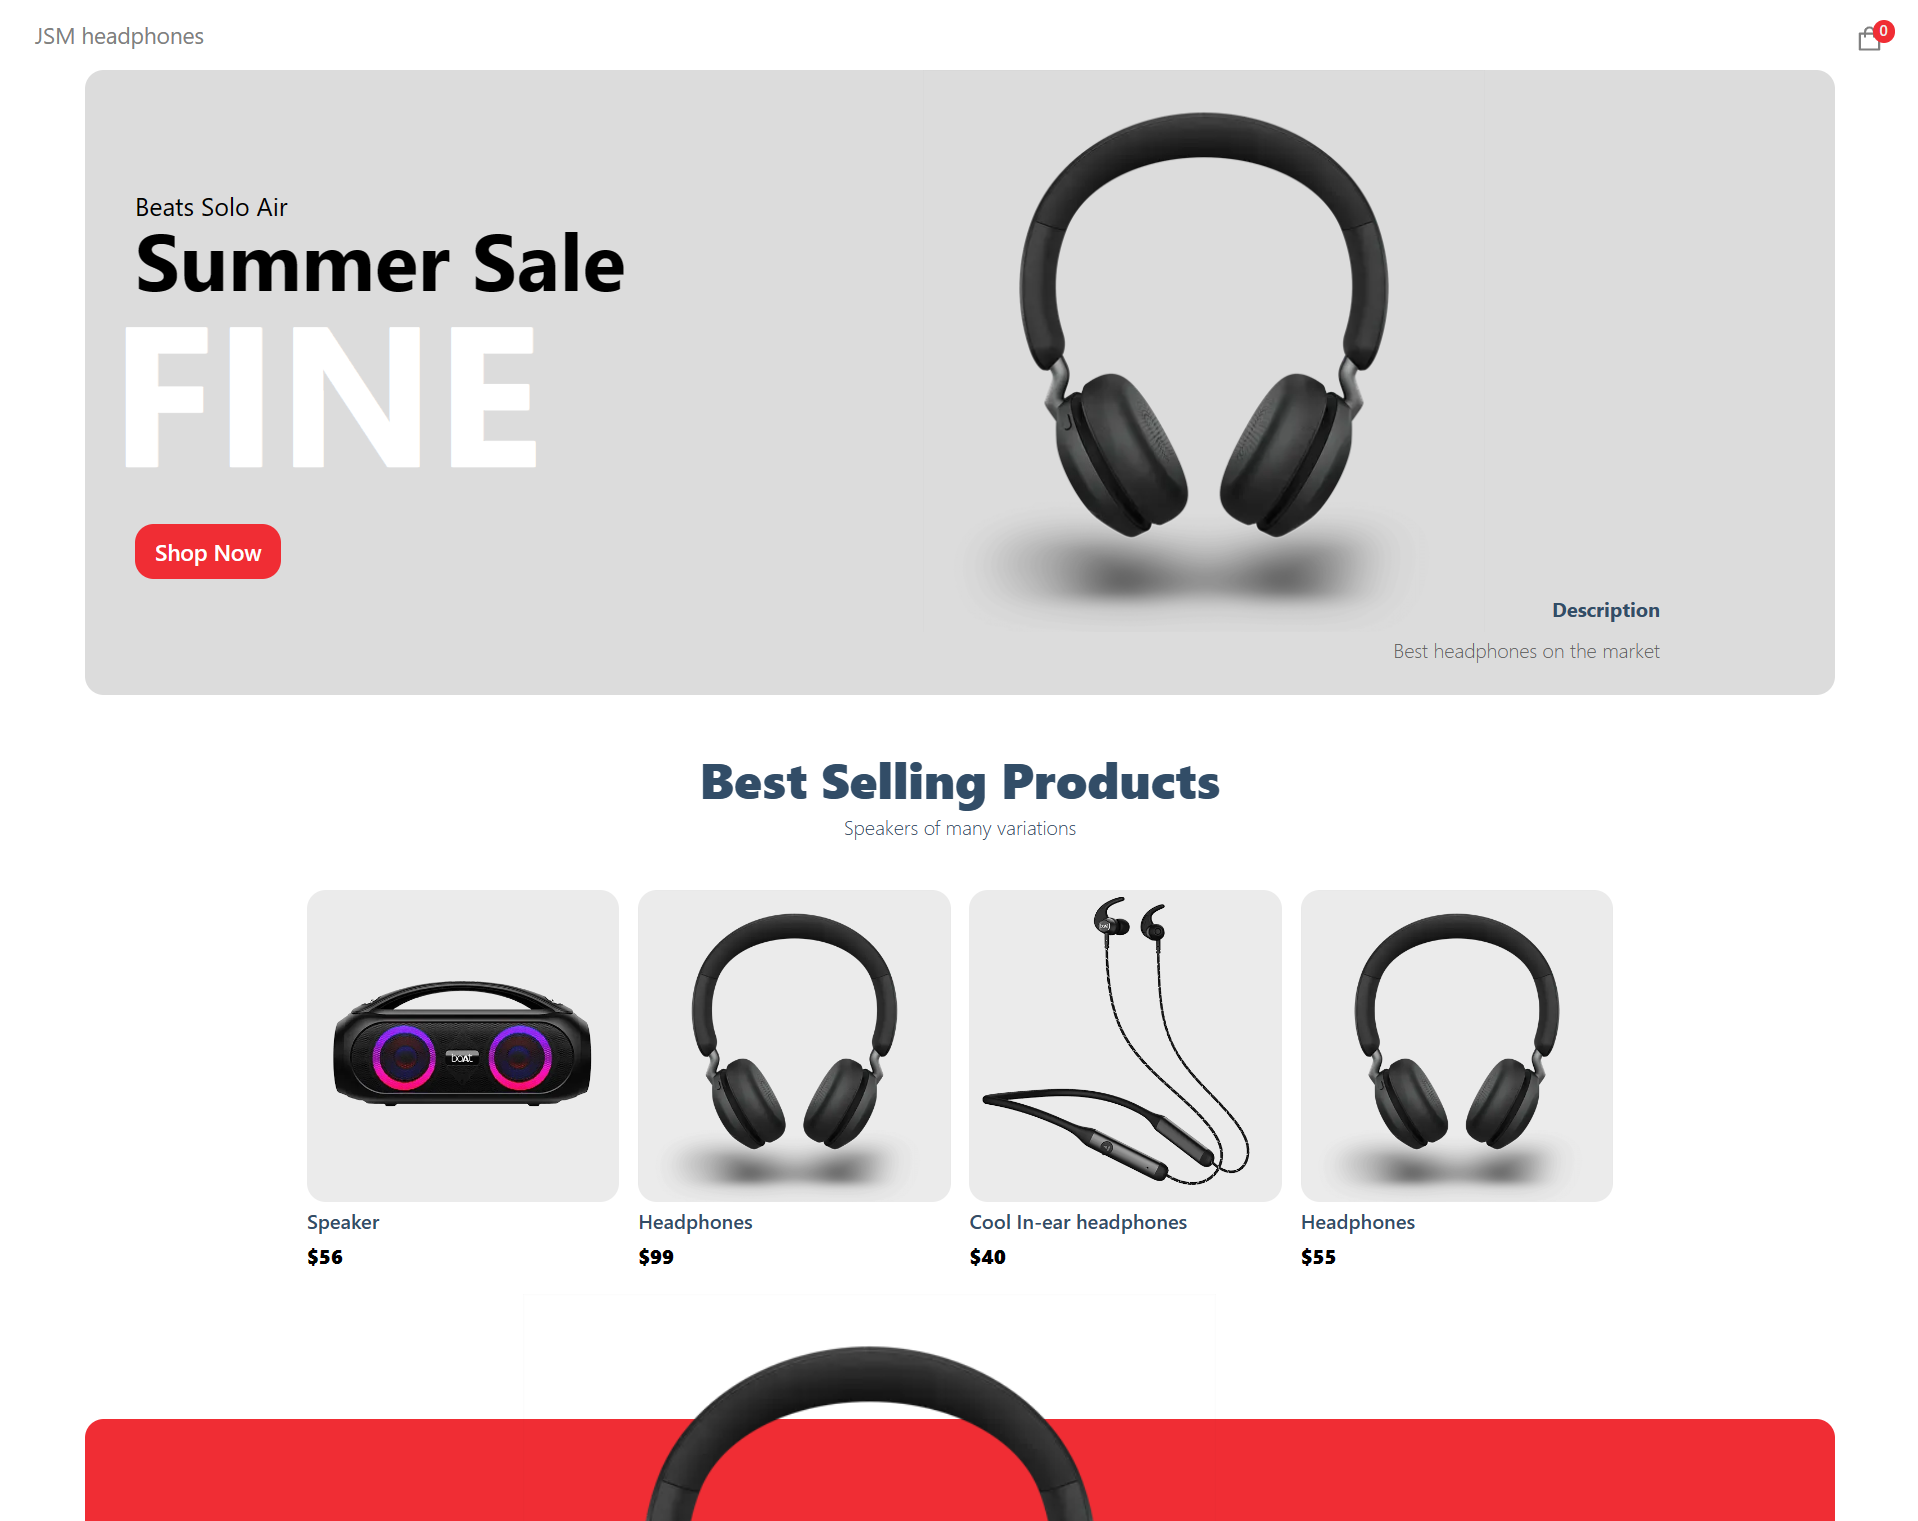 JSM headphones
0
Beats Solo Air
Summer Sale
FINE
Shop Now
Description
Best headphones on the market
Best Selling Products
Speakers of many variations
boAt
Speaker
$56
Headphones
$99
Cool In-ear headphones
$40
Headphones
$55